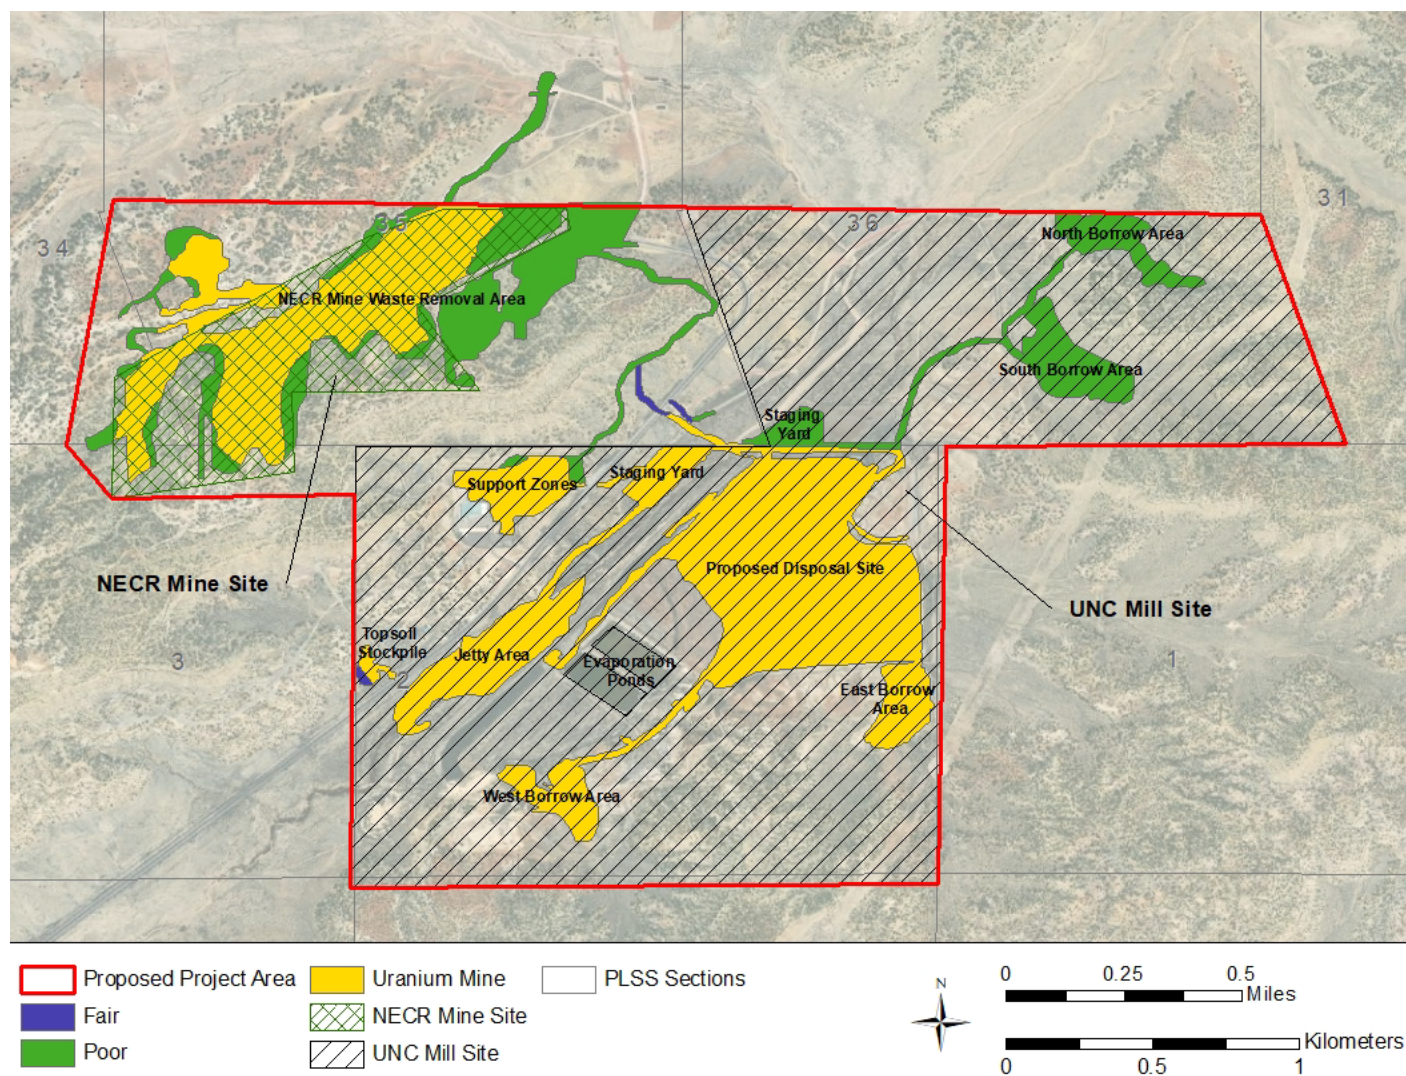 31
36
35
34
North Borrow Area
NECR Mine Waste Removal Area
South Borrow Area
Staging
Yard
Staging Yard
Support Zones
Proposed Disposal Site
NECR Mine Site
UNC Mill Site
Topsoil
Stockpile
Jetty Area
Evaporation
Ponds
3
2
1
East Borrow
Area
West Borrow Area
Proposed Project Area
Fair
Poor
Uranium Mine
NECR Mine Site
UNC Mill Site
PLSS Sections
N
0 0.25 0.5
Miles
Kilometers
0 0.5 1